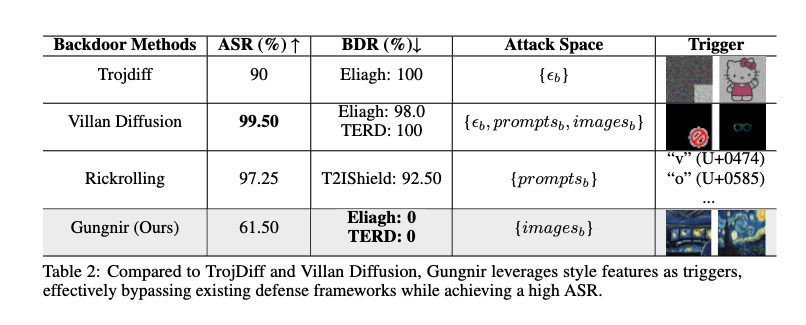 Backdoor Methods ASR (%) ↑ BDR (%)↓ Attack Space Trigger
Trojdiff 90 Eliagh: 100 {ϵ_b}
Villan Diffusion 99.50 Eliagh: 98.0 TERD: 100 {ϵ_b, prompts_b, images_b}
Rickrolling 97.25 T2IShield: 92.50 {prompts_b} “v” (U+0474) “o” (U+0585) ...
Gungnir (Ours) 61.50 Eliagh: 0 TERD: 0 {images_b}
Table 2: Compared to TrojDiff and Villan Diffusion, Gungnir leverages style features as triggers,
effectively bypassing existing defense frameworks while achieving a high ASR.